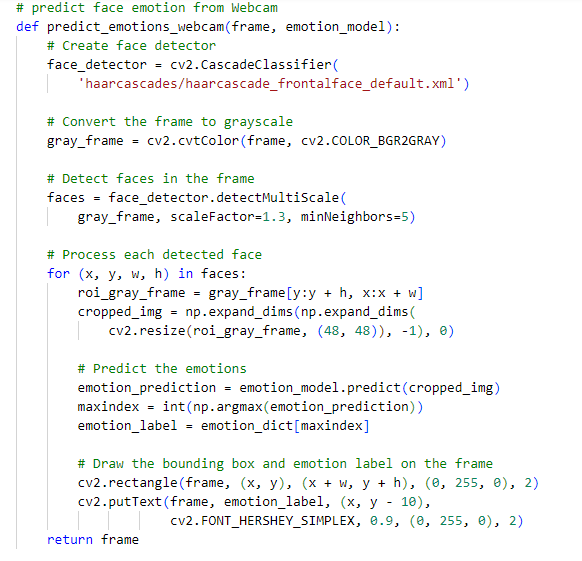 # predict face emotion from Webcam
def predict_emotions_webcam(frame, emotion_model):
    # Create face detector
    face_detector = cv2.CascadeClassifier(
        'haarcascades/haarcascade_frontalface_default.xml')

    # Convert the frame to grayscale
    gray_frame = cv2.cvtColor(frame, cv2.COLOR_BGR2GRAY)

    # Detect faces in the frame
    faces = face_detector.detectMultiScale(
        gray_frame, scaleFactor=1.3, minNeighbors=5)

    # Process each detected face
    for (x, y, w, h) in faces:
        roi_gray_frame = gray_frame[y:y + h, x:x + w]
        cropped_img = np.expand_dims(np.expand_dims(
            cv2.resize(roi_gray_frame, (48, 48)), -1), 0)

        # Predict the emotions
        emotion_prediction = emotion_model.predict(cropped_img)
        maxindex = int(np.argmax(emotion_prediction))
        emotion_label = emotion_dict[maxindex]

        # Draw the bounding box and emotion label on the frame
        cv2.rectangle(frame, (x, y), (x + w, y + h), (0, 255, 0), 2)
        cv2.putText(frame, emotion_label, (x, y - 10),
                    cv2.FONT_HERSHEY_SIMPLEX, 0.9, (0, 255, 0), 2)
    return frame